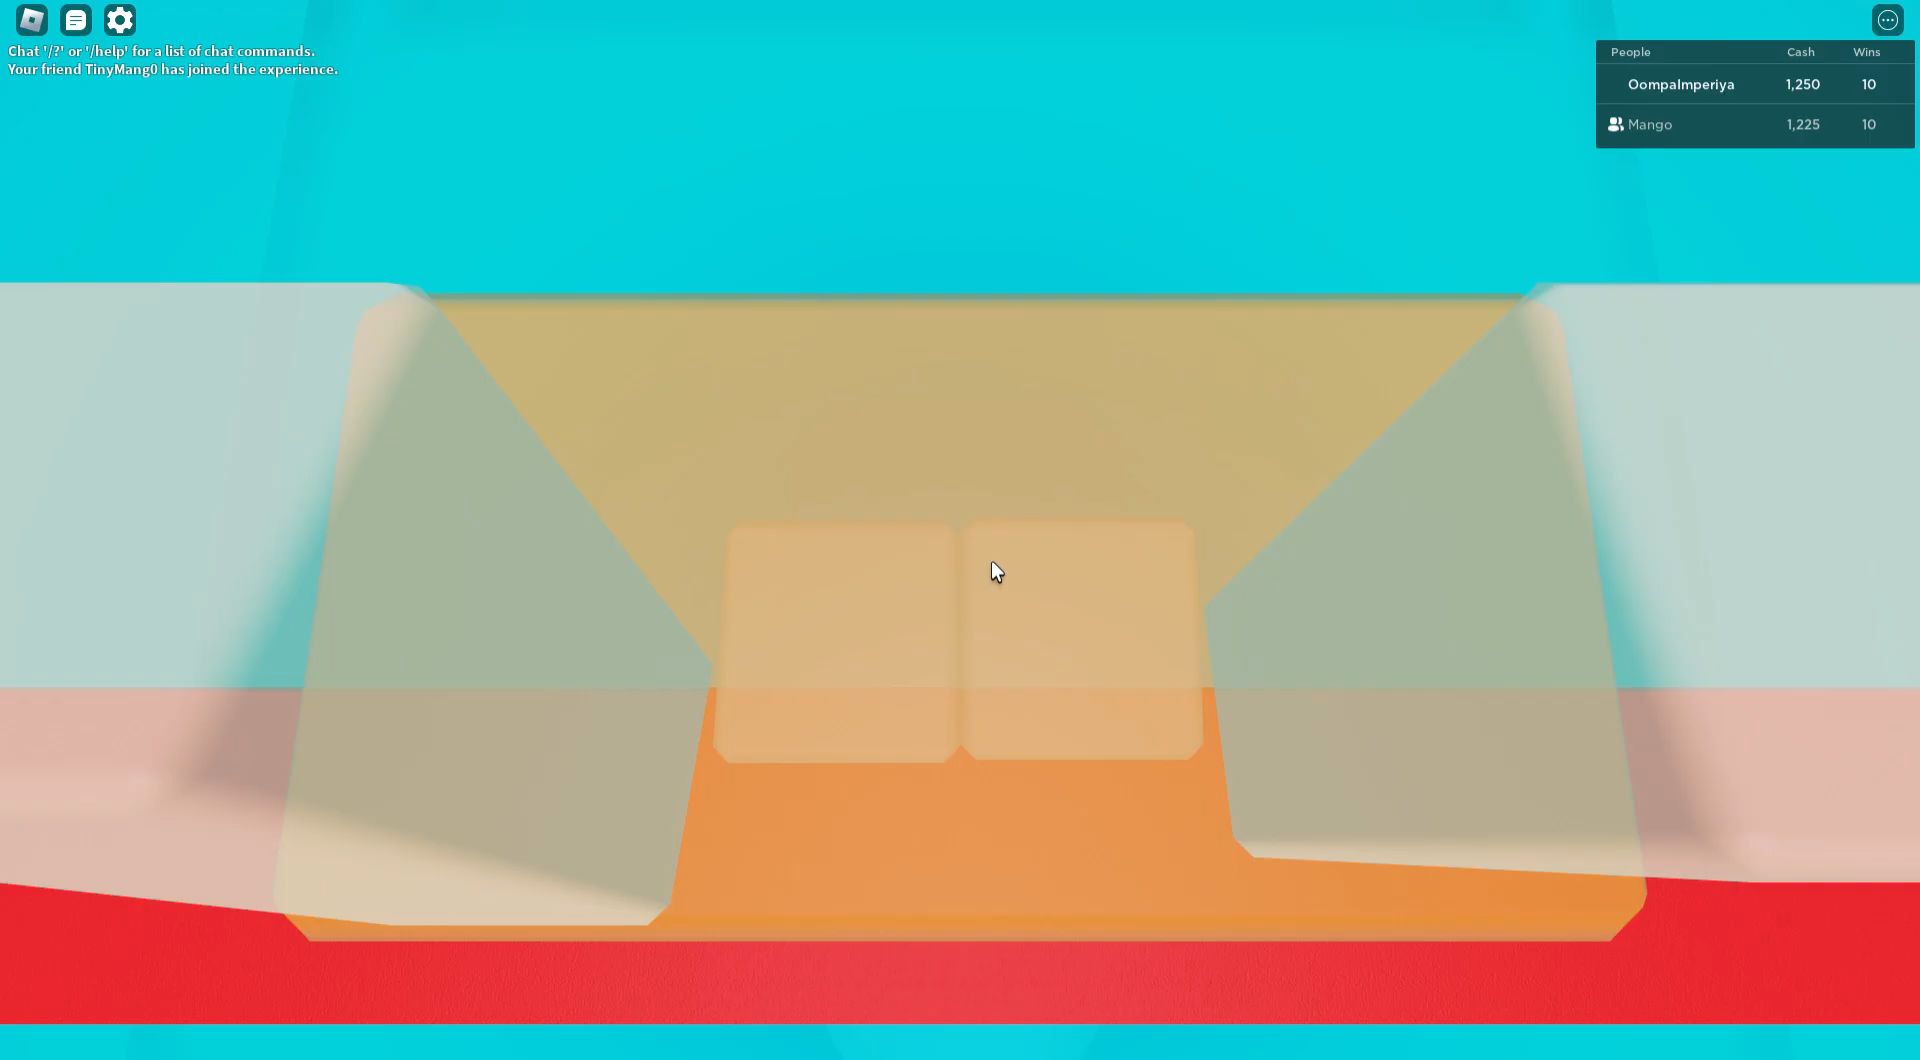 Chat '/?' or '/help' for a list of chat commands.
Your friend TinyMang0 has joined the experience.
People Cash Wins
OompaImperiya 1,250 10
Mango 1,225 10